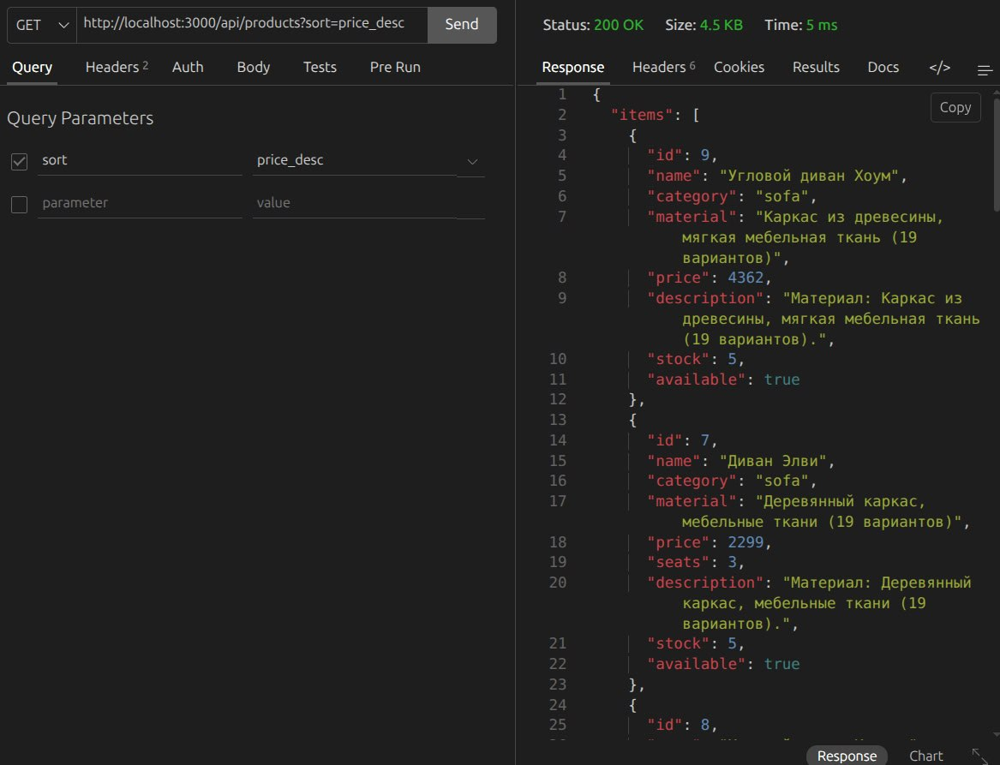 GET http://localhost:3000/api/products?sort=price_desc Send
Query Headers 2 Auth Body Tests Pre Run
Query Parameters
sort price_desc
parameter value
Status: 200 OK Size: 4.5 KB Time: 5 ms
Response Headers 6 Cookies Results Docs </>
Copy
1 {
2 "items": [
3 {
4 "id": 9,
5 "name": "Угловой диван Хоум",
6 "category": "sofa",
7 "material": "Каркас из древесины,
мягкая мебельная ткань (19
вариантов)",
8 "price": 4362,
9 "description": "Материал: Каркас из
древесины, мягкая мебельная ткань
(19 вариантов).",
10 "stock": 5,
11 "available": true
12 },
13 {
14 "id": 7,
15 "name": "Диван Элви",
16 "category": "sofa",
17 "material": "Деревянный каркас,
мебельные ткани (19 вариантов)",
18 "price": 2299,
19 "seats": 3,
20 "description": "Материал: Деревянный
каркас, мебельные ткани (19
вариантов).",
21 "stock": 5,
22 "available": true
23 },
24 {
25 "id": 8,
Response Chart